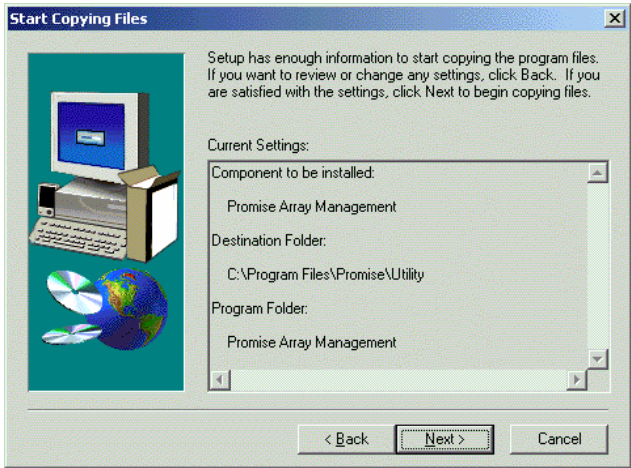 Start Copying Files
Setup has enough information to start copying the program files.
If you want to review or change any settings, click Back. If you
are satisfied with the settings, click Next to begin copying files.
Current Settings:
Component to be installed:
Promise Array Management
Destination Folder:
C:\Program Files\Promise\Utility
Program Folder:
Promise Array Management
< Back
Next >
Cancel